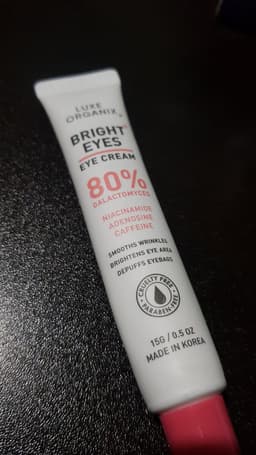 LUXE
ORGANIX
BRIGHT
EYES
EYE CREAM
80%
GALACTOMYCES
NIACINAMIDE
ADENOSINE
CAFFEINE
SMOOTHS WRINKLES
BRIGHTENS EYE AREA
DEPUFFS EYEBAGS
CRUELTY FREE • PARABEN-FREE •
15G / 0.5 OZ
MADE IN KOREA